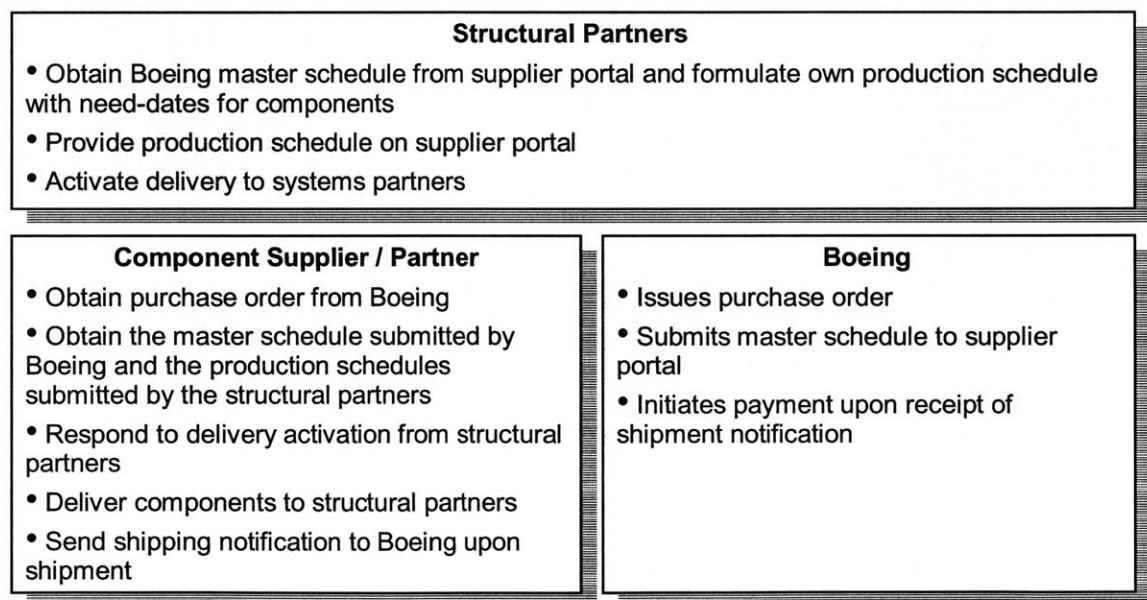 Structural Partners
• Obtain Boeing master schedule from supplier portal and formulate own production schedule
with need-dates for components
• Provide production schedule on supplier portal
• Activate delivery to systems partners
Component Supplier / Partner
• Obtain purchase order from Boeing
• Obtain the master schedule submitted by
Boeing and the production schedules
submitted by the structural partners
• Respond to delivery activation from structural
partners
• Deliver components to structural partners
• Send shipping notification to Boeing upon
shipment
Boeing
• Issues purchase order
• Submits master schedule to supplier
portal
• Initiates payment upon receipt of
shipment notification